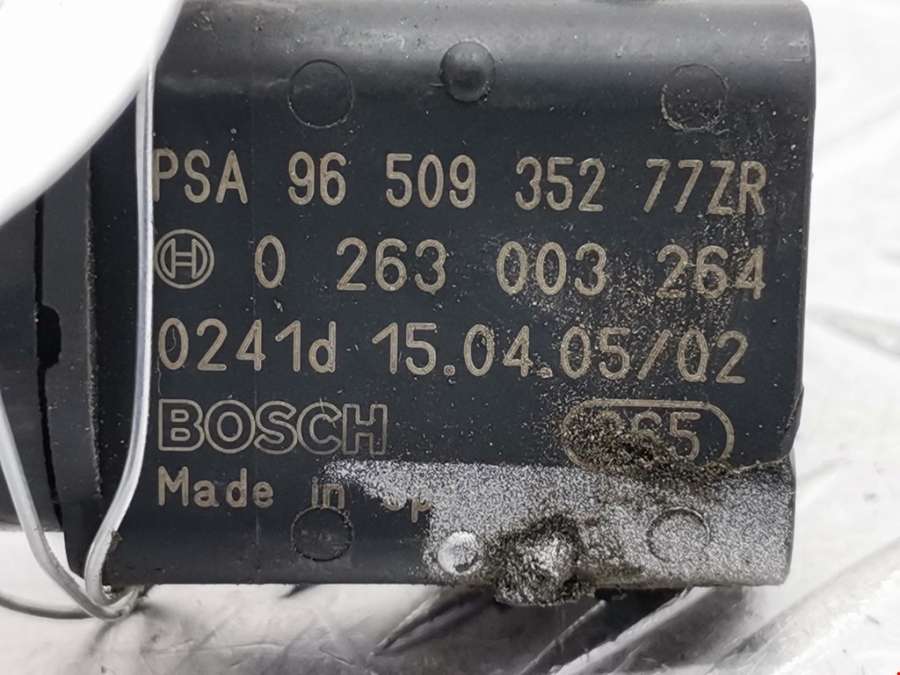 PSA 96 509 352 77ZR
0 263 003 264
0241d 15.04.05/02
BOSCH
Made in